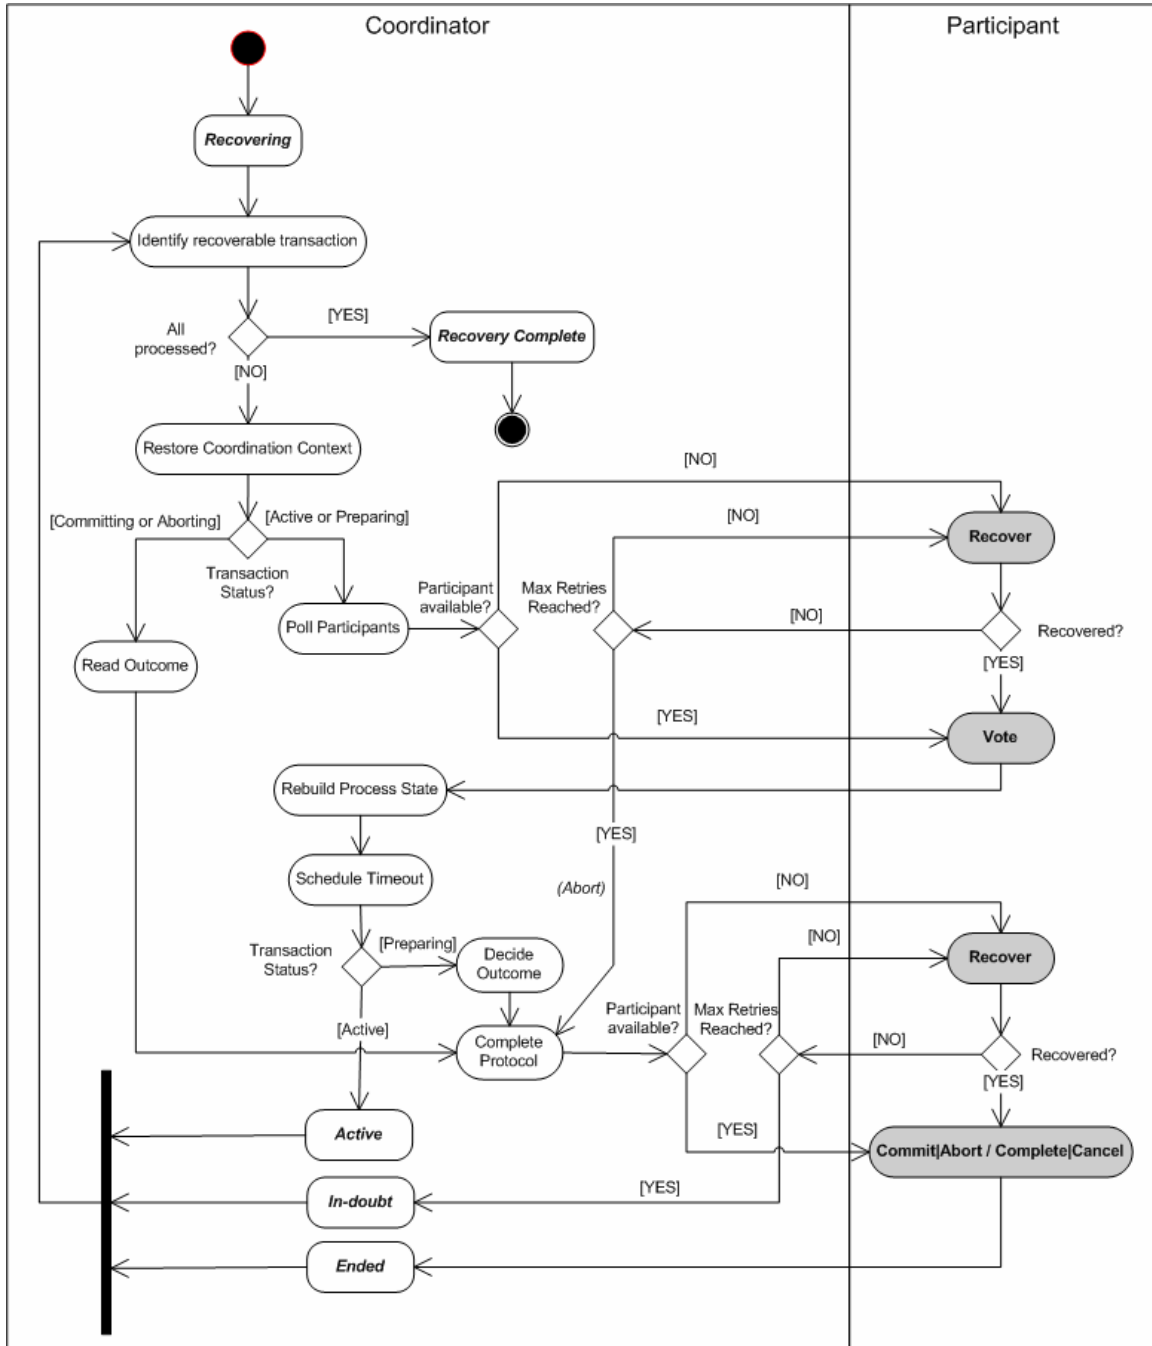 Coordinator
Participant
Recovering
Identify recoverable transaction
All
processed?
[YES]
Recovery Complete
[NO]
Restore Coordination Context
[NO]
[Committing or Aborting]
[Active or Preparing]
[NO]
Recover
Transaction
Status?
Participant
available?
Max Retries
Reached?
Poll Participants
[NO]
Recovered?
Read Outcome
[YES]
[YES]
Vote
Rebuild Process State
[YES]
Schedule Timeout
(Abort)
[NO]
Transaction
Status?
[Preparing]
Decide
Outcome
[NO]
Recover
Participant
available?
Max Retries
Reached?
[Active]
Complete
Protocol
[NO]
Recovered?
[YES]
Active
[YES]
Commit|Abort / Complete|Cancel
In-doubt
[YES]
Ended